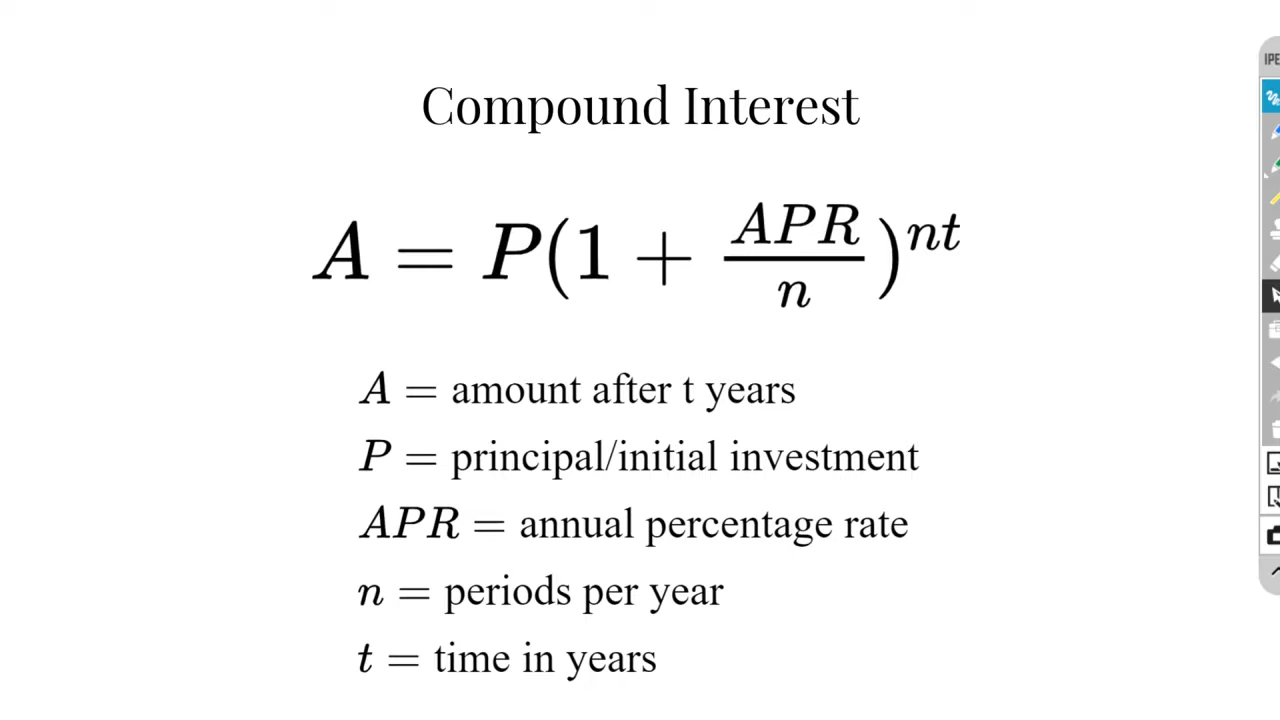 Compound Interest
A = P(1 + APR/n)^nt
A = amount after t years
P = principal/initial investment
APR = annual percentage rate
n = periods per year
t = time in years